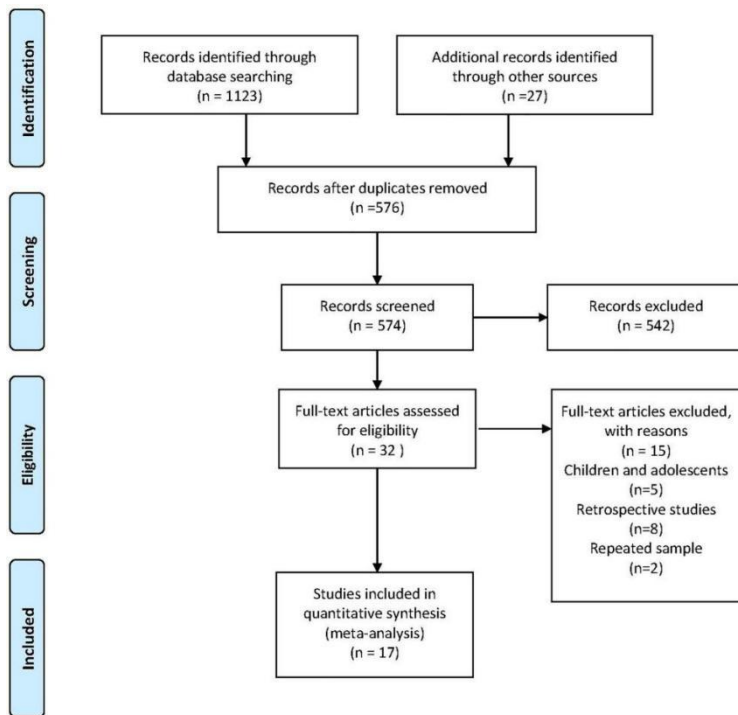 Identification
Records identified through
database searching
(n = 1123)
Additional records identified
through other sources
(n =27)
Records after duplicates removed
(n =576)
Screening
Records screened
(n = 574)
Records excluded
(n = 542)
Eligibility
Full-text articles assessed
for eligibility
(n = 32 )
Full-text articles excluded,
with reasons
(n = 15)
Children and adolescents
(n=5)
Retrospective studies
(n=8)
Repeated sample
(n=2)
Included
Studies included in
quantitative synthesis
(meta-analysis)
(n = 17)